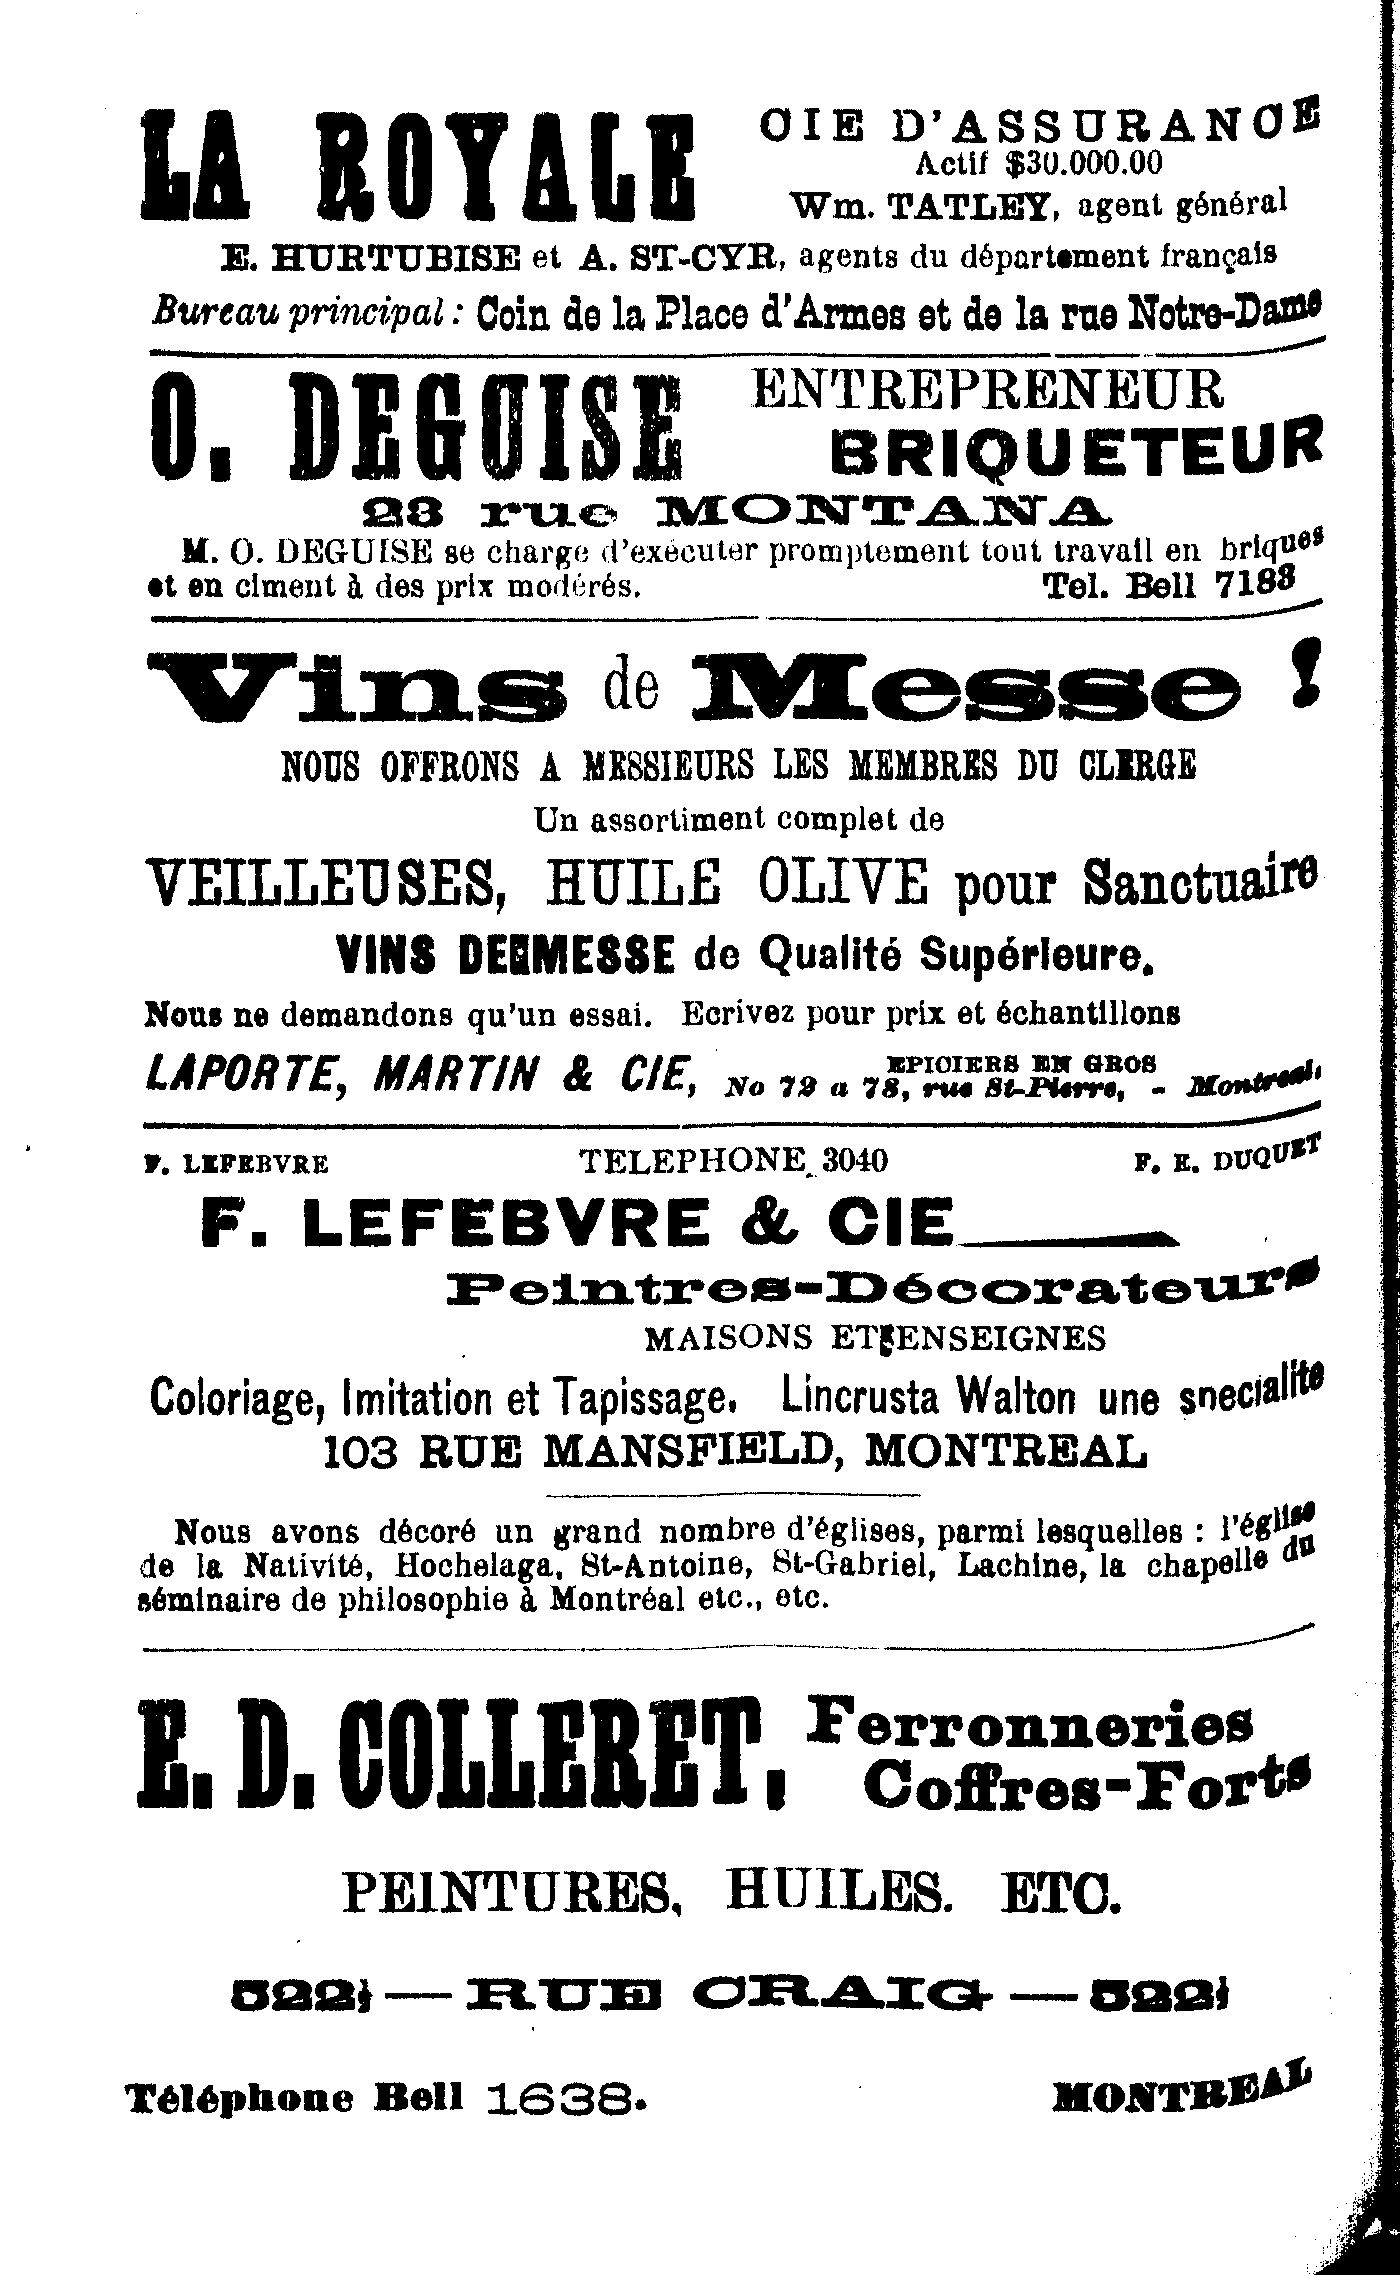 LA ROYALE CIE D'ASSURANCE
Actif $30.000.00
Wm. TATLEY, agent général
E. HURTUBISE et A. ST-CYR, agents du département français
Bureau principal : Coin de la Place d'Armes et de la rue Notre-Dame
O. DEGUISE ENTREPRENEUR
BRIQUETEUR
23 rue MONTANA
M. O. DEGUISE se charge d'exécuter promptement tout travail en briques
et en ciment à des prix modérés. Tel. Bell 7183
Vins de Messe !
NOUS OFFRONS A MESSIEURS LES MEMBRES DU CLERGE
Un assortiment complet de
VEILLEUSES, HUILE OLIVE pour Sanctuaire
VINS DE MESSE de Qualité Supérieure.
Nous ne demandons qu'un essai. Ecrivez pour prix et échantillons
LAPORTE, MARTIN & CIE, EPICIERS EN GROS
No 72 a 78, rue St-Pierre, - Montreal.
F. LEFEBVRE TELEPHONE 3040 F. E. DUQUET
F. LEFEBVRE & CIE
Peintres-Décorateurs
MAISONS ET ENSEIGNES
Coloriage, Imitation et Tapissage. Lincrusta Walton une specialite
103 RUE MANSFIELD, MONTREAL
Nous avons décoré un grand nombre d'églises, parmi lesquelles : l'église
de la Nativité, Hochelaga, St-Antoine, St-Gabriel, Lachine, la chapelle du
séminaire de philosophie à Montréal etc., etc.
E. D. COLLERET, Ferronneries
Coffres-Forts
PEINTURES, HUILES. ETC.
522½ — RUE CRAIG — 522½
Téléphone Bell 1638. MONTREAL